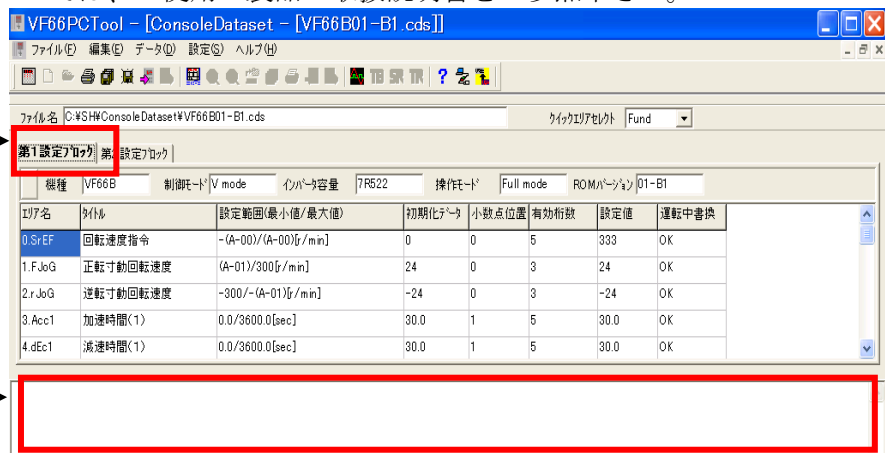 VF66PCTool - [ConsoleDataset - [VF66B01-B1.cds]]
ファイル(F) 編集(E) データ(D) 設定(S) ヘルプ(H)
TB SR TR ?
ファイル名 C:¥SH¥ConsoleDataset¥VF66B01-B1.cds クイックエリアセレクト Fund
第1設定ブロック 第2設定ブロック
機種 VF66B 制御モード V mode インバータ容量 7R522 操作モード Full mode ROMバージョン 01-B1
エリア名 タイトル 設定範囲(最小値/最大値) 初期化データ 小数点位置 有効桁数 設定値 運転中書換
0.SrEF 回転速度指令 -(A-00)/(A-00)[r/min] 0 0 5 333 OK
1.FJoG 正転寸動回転速度 (A-01)/300[r/min] 24 0 3 24 OK
2.rJoG 逆転寸動回転速度 -300/-(A-01)[r/min] -24 0 3 -24 OK
3.Acc1 加速時間(1) 0.0/3600.0[sec] 30.0 1 5 30.0 OK
4.dEc1 減速時間(1) 0.0/3600.0[sec] 30.0 1 5 30.0 OK